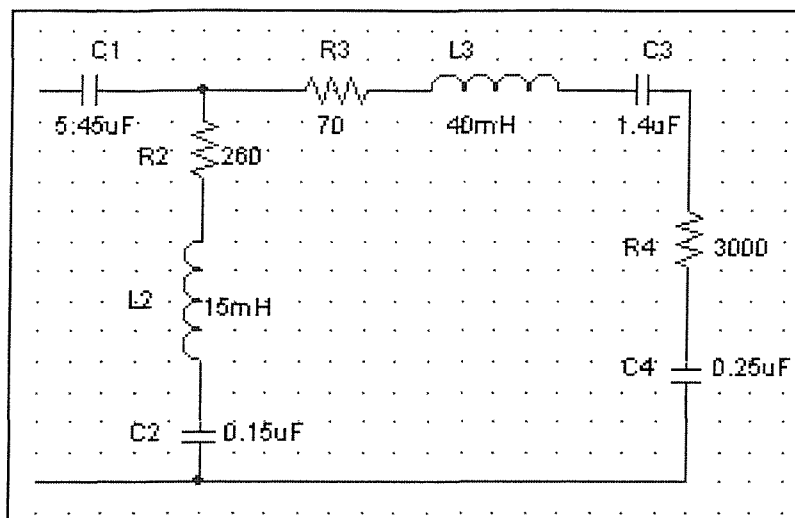 C1 R3 L3 C3
5.45uF 70 40mH 1.4uF
R2 260
R4 3000
L2 15mH
C4 0.25uF
C2 0.15uF